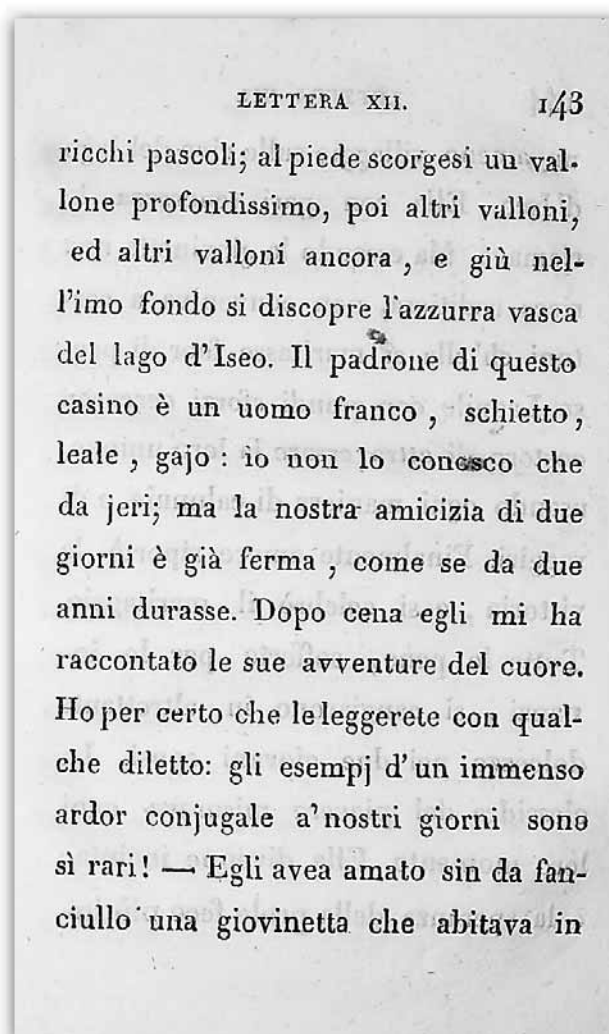 LETTERA XII. 143
ricchi pascoli; al piede scorgesi un val-
lone profondissimo, poi altri valloni,
ed altri valloni ancora, e giù nel-
l'imo fondo si discopre l'azzurra vasca
del lago d'Iseo. Il padrone di questo
casino è un uomo franco, schietto,
leale, gajo: io non lo conosco che
da jeri; ma la nostra amicizia di due
giorni è già ferma, come se da due
anni durasse. Dopo cena egli mi ha
raccontato le sue avventure del cuore.
Ho per certo che le leggerete con qual-
che diletto: gli esempj d'un immenso
ardor conjugale a'nostri giorni sono
sì rari! — Egli avea amato sin da fan-
ciullo una giovinetta che abitava in